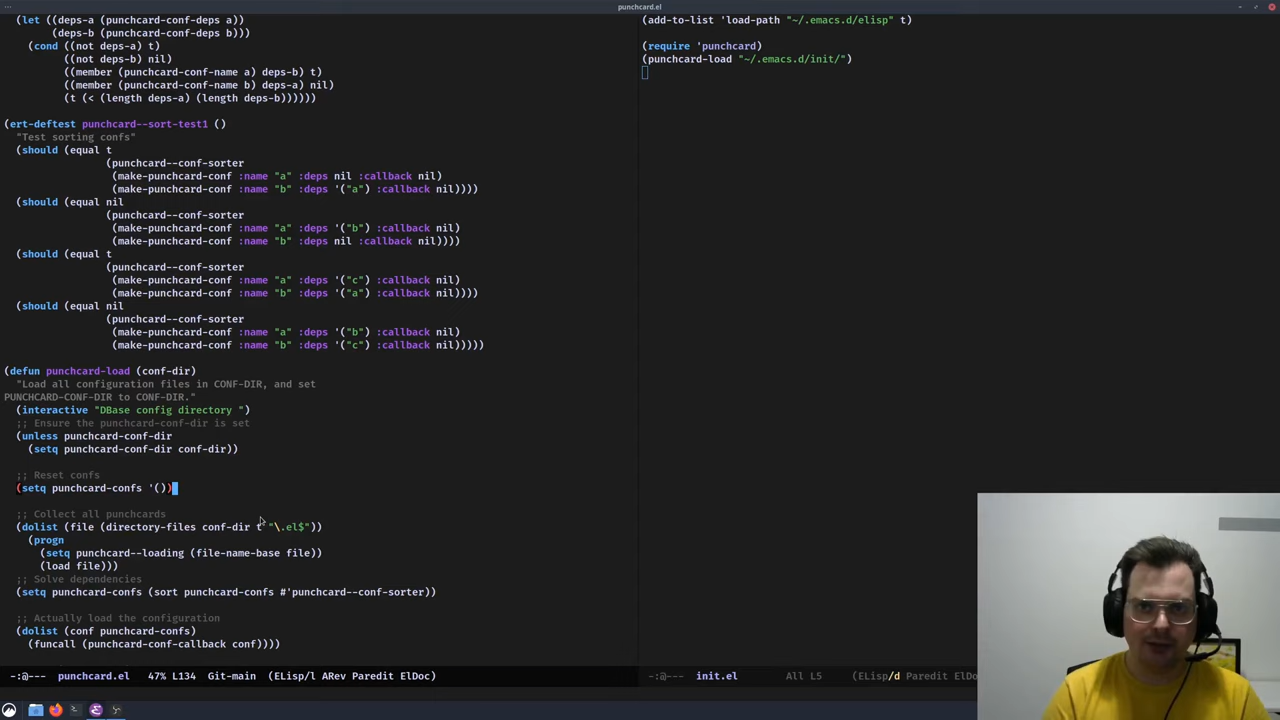 punchcard.el
(let ((deps-a (punchcard-conf-deps a))
(deps-b (punchcard-conf-deps b)))
(cond ((not deps-a) t)
((not deps-b) nil)
((member (punchcard-conf-name a) deps-b) t)
((member (punchcard-conf-name b) deps-a) nil)
(t (< (length deps-a) (length deps-b))))))
(ert-deftest punchcard--sort-test1 ()
"Test sorting confs"
(should (equal t
(punchcard--conf-sorter
(make-punchcard-conf :name "a" :deps nil :callback nil)
(make-punchcard-conf :name "b" :deps '("a") :callback nil))))
(should (equal nil
(punchcard--conf-sorter
(make-punchcard-conf :name "a" :deps '("b") :callback nil)
(make-punchcard-conf :name "b" :deps nil :callback nil))))
(should (equal t
(punchcard--conf-sorter
(make-punchcard-conf :name "a" :deps '("c") :callback nil)
(make-punchcard-conf :name "b" :deps '("a") :callback nil))))
(should (equal nil
(punchcard--conf-sorter
(make-punchcard-conf :name "a" :deps '("b") :callback nil)
(make-punchcard-conf :name "b" :deps '("c") :callback nil)))))
(defun punchcard-load (conf-dir)
"Load all configuration files in CONF-DIR, and set
PUNCHCARD-CONF-DIR to CONF-DIR."
(interactive "DBase config directory ")
;; Ensure the punchcard-conf-dir is set
(unless punchcard-conf-dir
(setq punchcard-conf-dir conf-dir))
;; Reset confs
(setq punchcard-confs '())
;; Collect all punchcards
(dolist (file (directory-files conf-dir t "\.el$"))
(progn
(setq punchcard--loading (file-name-base file))
(load file)))
;; Solve dependencies
(setq punchcard-confs (sort punchcard-confs #'punchcard--conf-sorter))
;; Actually load the configuration
(dolist (conf punchcard-confs)
(funcall (punchcard-conf-callback conf))))
-:@--- punchcard.el 47% L134 Git-main (ELisp/l ARev Paredit ElDoc)
(add-to-list 'load-path "~/.emacs.d/elisp" t)
(require 'punchcard)
(punchcard-load "~/.emacs.d/init/")
-:@--- init.el All L5 (ELisp/d Paredit ElDoc